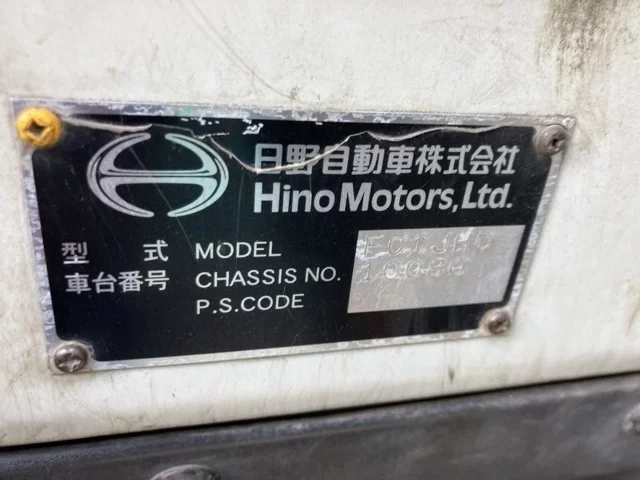 日野自動車株式会社
Hino Motors, Ltd.
型 式 MODEL
車台番号 CHASSIS NO.
P.S.CODE